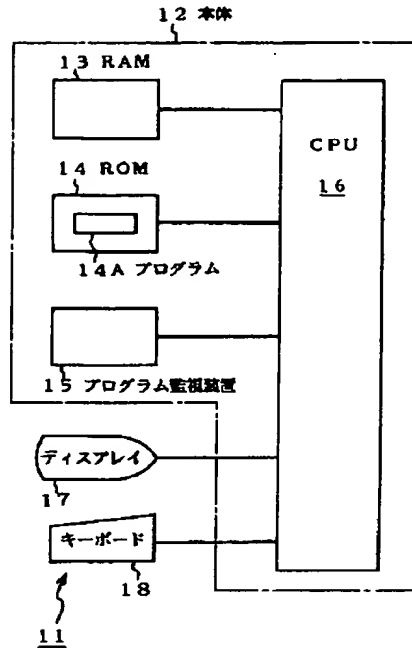 12 本体
13 RAM
CPU
16
14 ROM
14A プログラム
15 プログラム監視装置
ディスプレイ
17
キーボード
18
11